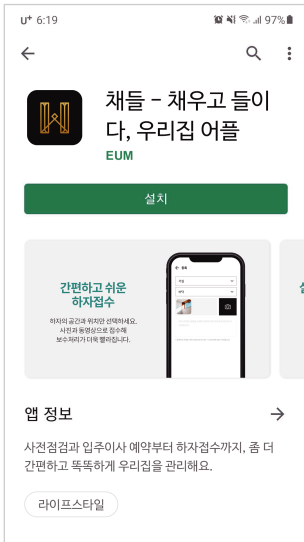 U+ 6:19 97%
채들 - 채우고 들이
다, 우리집 어플
EUM
설치
간편하고 쉬운
하자접수
하자의 공간과 위치만 선택하세요.
사진과 동영상으로 접수해
보수처리가 더욱 빨라집니다.
앱 정보
사전점검과 입주이사 예약부터 하자접수까지, 좀 더
간편하고 똑똑하게 우리집을 관리해요.
라이프스타일